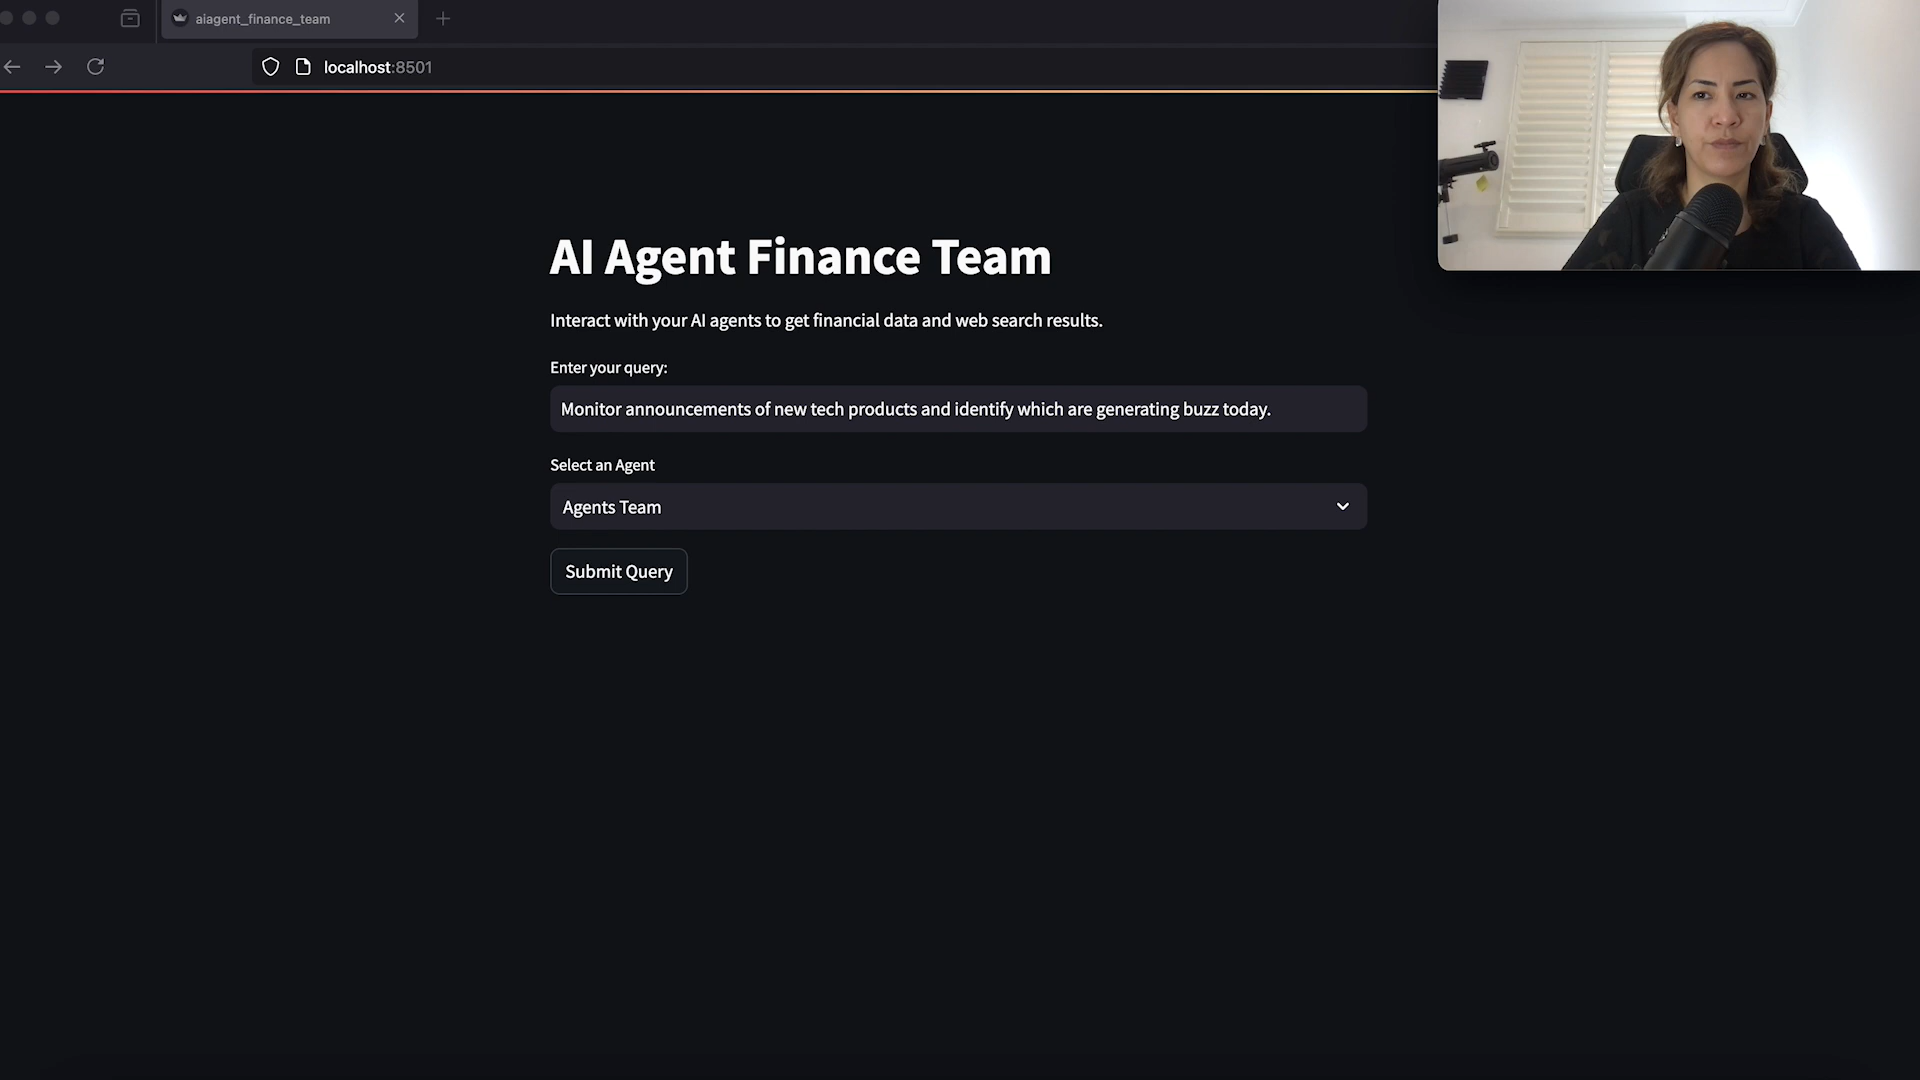 aiagent_finance_team
localhost:8501
AI Agent Finance Team
Interact with your AI agents to get financial data and web search results.
Enter your query:
Monitor announcements of new tech products and identify which are generating buzz today.
Select an Agent
Agents Team
Submit Query